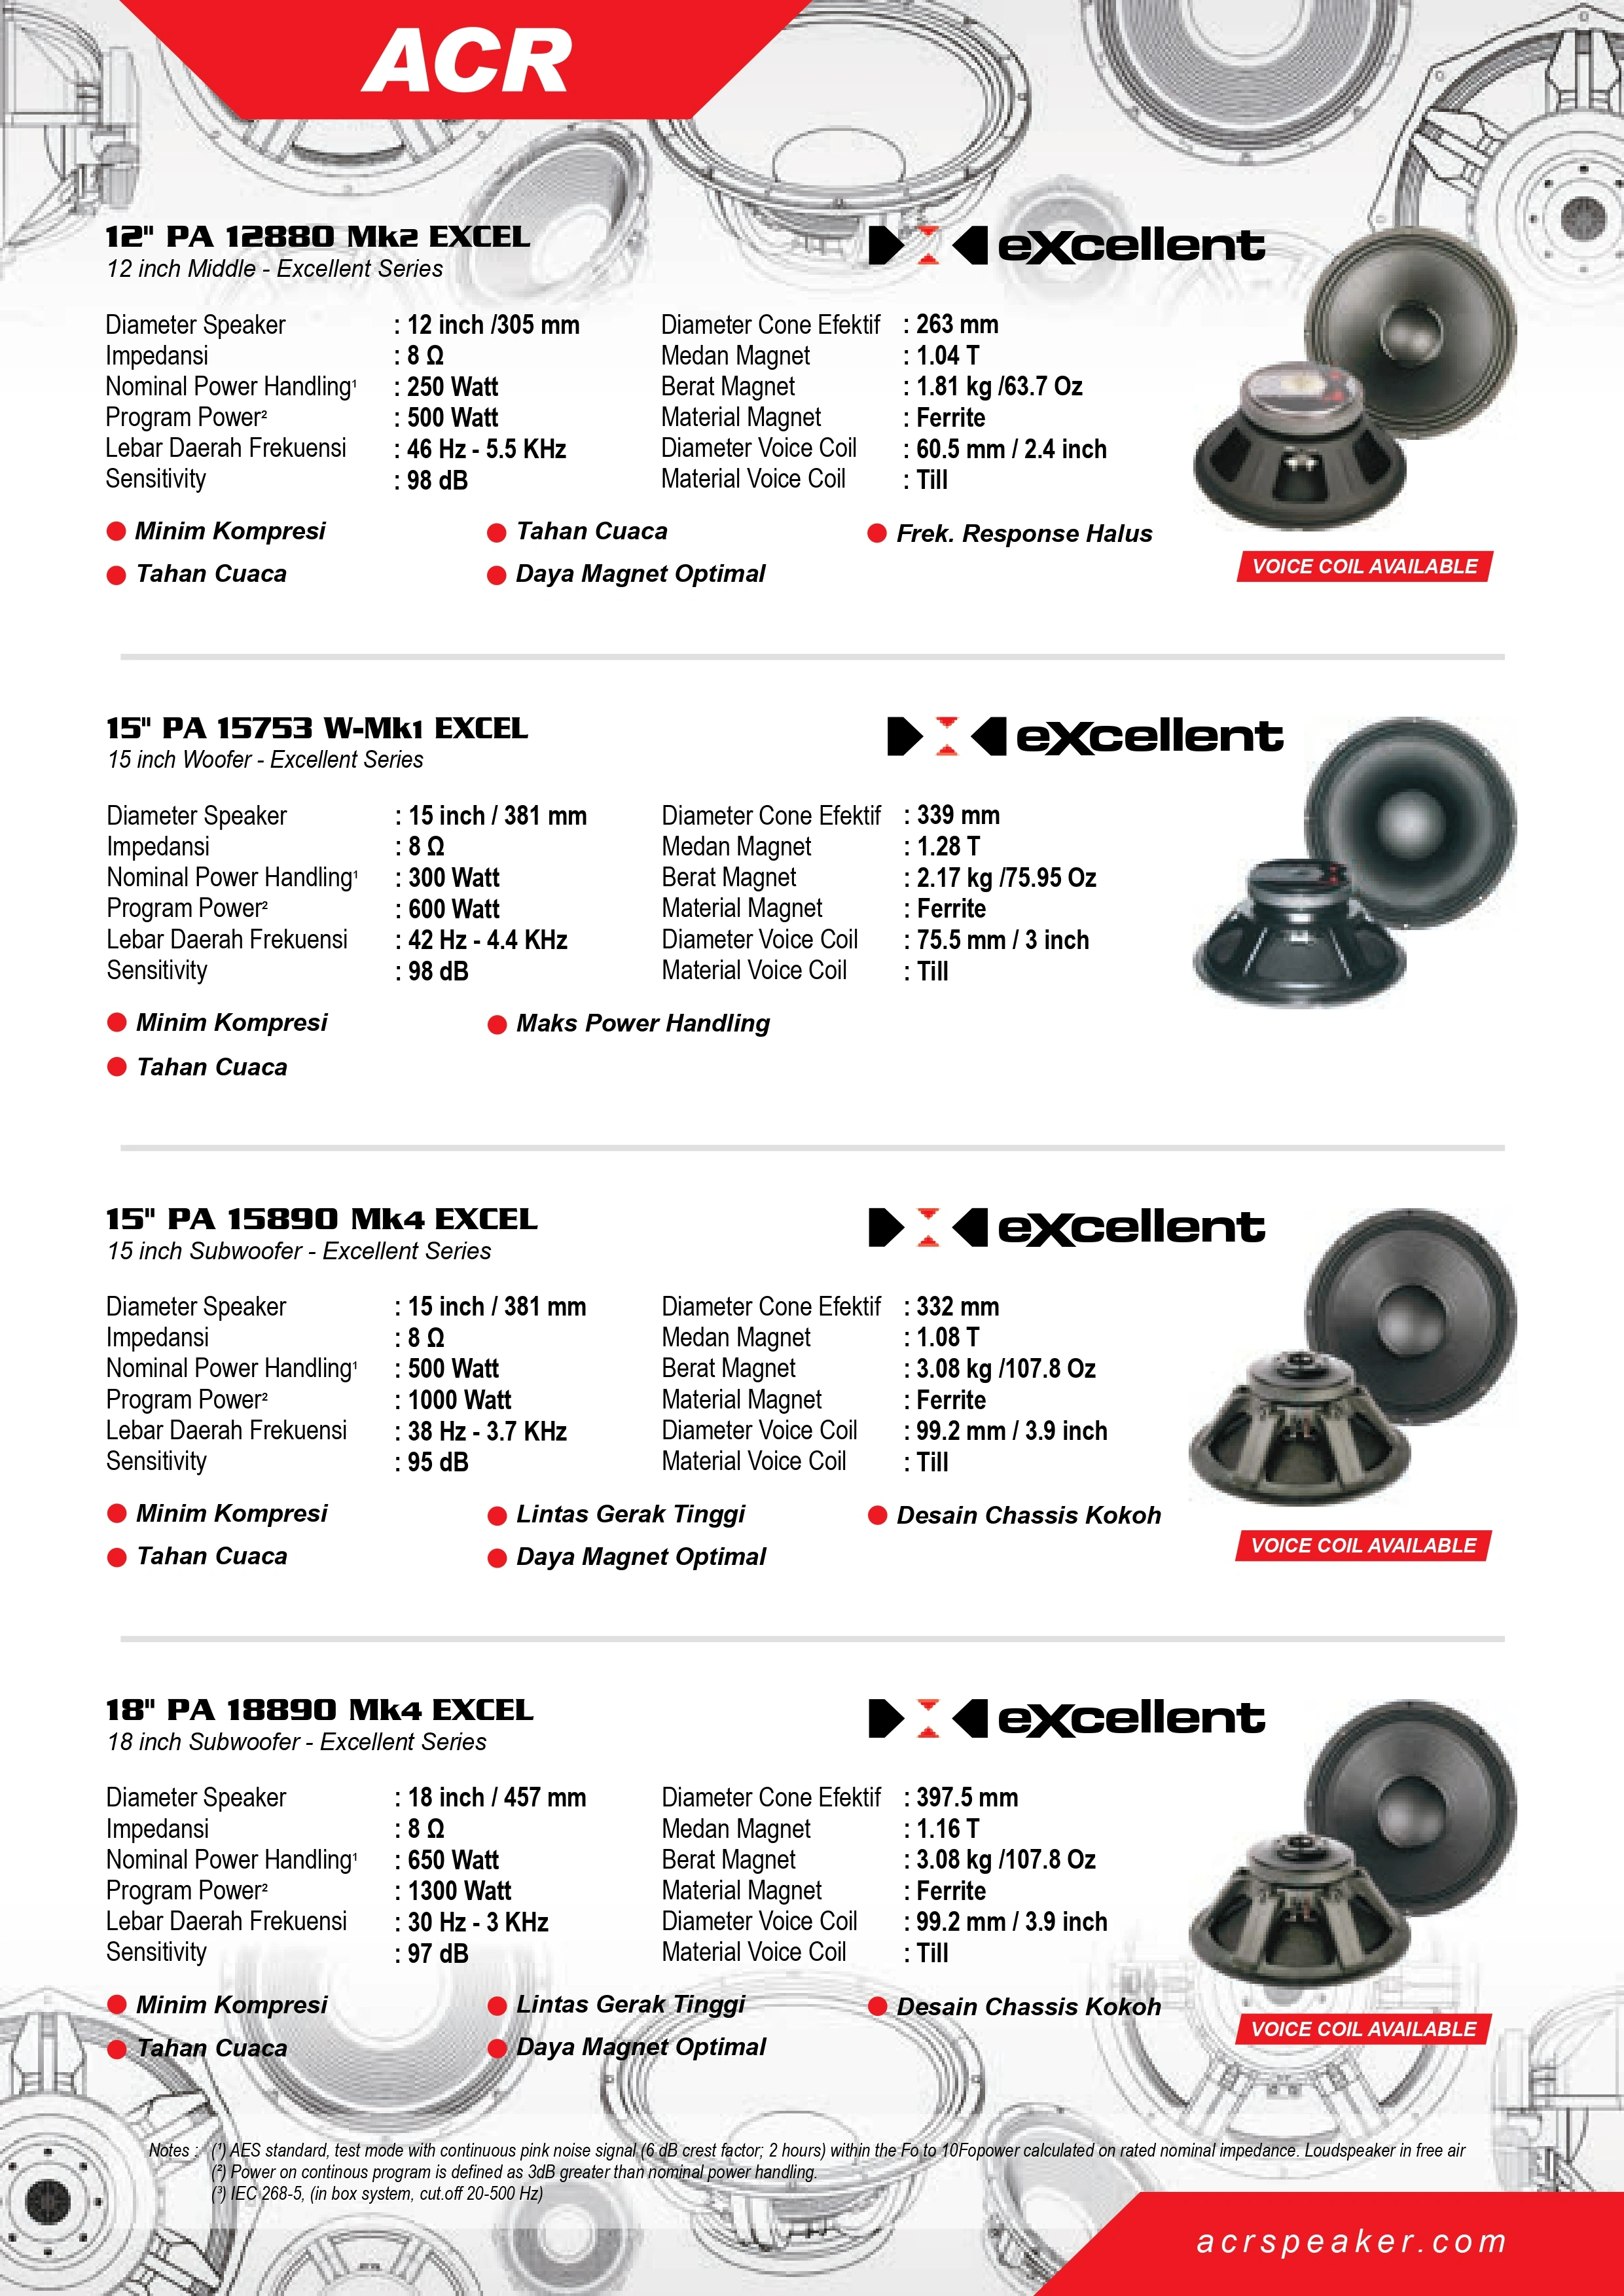 ACR
12" PA 12880 Mk2 EXCEL
12 inch Middle - Excellent Series
eXcellent
Diameter Speaker : 12 inch /305 mm
Impedansi : 8 Ω
Nominal Power Handling¹ : 250 Watt
Program Power² : 500 Watt
Lebar Daerah Frekuensi : 46 Hz - 5.5 KHz
Sensitivity : 98 dB
Diameter Cone Efektif : 263 mm
Medan Magnet : 1.04 T
Berat Magnet : 1.81 kg /63.7 Oz
Material Magnet : Ferrite
Diameter Voice Coil : 60.5 mm / 2.4 inch
Material Voice Coil : Till
Minim Kompresi
Tahan Cuaca
Frek. Response Halus
Tahan Cuaca
Daya Magnet Optimal
VOICE COIL AVAILABLE
15" PA 15753 W-Mk1 EXCEL
15 inch Woofer - Excellent Series
eXcellent
Diameter Speaker : 15 inch / 381 mm
Impedansi : 8 Ω
Nominal Power Handling¹ : 300 Watt
Program Power² : 600 Watt
Lebar Daerah Frekuensi : 42 Hz - 4.4 KHz
Sensitivity : 98 dB
Diameter Cone Efektif : 339 mm
Medan Magnet : 1.28 T
Berat Magnet : 2.17 kg /75.95 Oz
Material Magnet : Ferrite
Diameter Voice Coil : 75.5 mm / 3 inch
Material Voice Coil : Till
Minim Kompresi
Maks Power Handling
Tahan Cuaca
15" PA 15890 Mk4 EXCEL
15 inch Subwoofer - Excellent Series
eXcellent
Diameter Speaker : 15 inch / 381 mm
Impedansi : 8 Ω
Nominal Power Handling¹ : 500 Watt
Program Power² : 1000 Watt
Lebar Daerah Frekuensi : 38 Hz - 3.7 KHz
Sensitivity : 95 dB
Diameter Cone Efektif : 332 mm
Medan Magnet : 1.08 T
Berat Magnet : 3.08 kg /107.8 Oz
Material Magnet : Ferrite
Diameter Voice Coil : 99.2 mm / 3.9 inch
Material Voice Coil : Till
Minim Kompresi
Lintas Gerak Tinggi
Desain Chassis Kokoh
Tahan Cuaca
Daya Magnet Optimal
VOICE COIL AVAILABLE
18" PA 18890 Mk4 EXCEL
18 inch Subwoofer - Excellent Series
eXcellent
Diameter Speaker : 18 inch / 457 mm
Impedansi : 8 Ω
Nominal Power Handling¹ : 650 Watt
Program Power² : 1300 Watt
Lebar Daerah Frekuensi : 30 Hz - 3 KHz
Sensitivity : 97 dB
Diameter Cone Efektif : 397.5 mm
Medan Magnet : 1.16 T
Berat Magnet : 3.08 kg /107.8 Oz
Material Magnet : Ferrite
Diameter Voice Coil : 99.2 mm / 3.9 inch
Material Voice Coil : Till
Minim Kompresi
Lintas Gerak Tinggi
Desain Chassis Kokoh
Tahan Cuaca
Daya Magnet Optimal
VOICE COIL AVAILABLE
Notes : (¹) AES standard, test mode with continuous pink noise signal (6 dB crest factor; 2 hours) within the Fo to 10Fopower calculated on rated nominal impedance. Loudspeaker in free air
(²) Power on continous program is defined as 3dB greater than nominal power handling.
(³) IEC 268-5, (in box system, cut.off 20-500 Hz)
acrspeaker.com